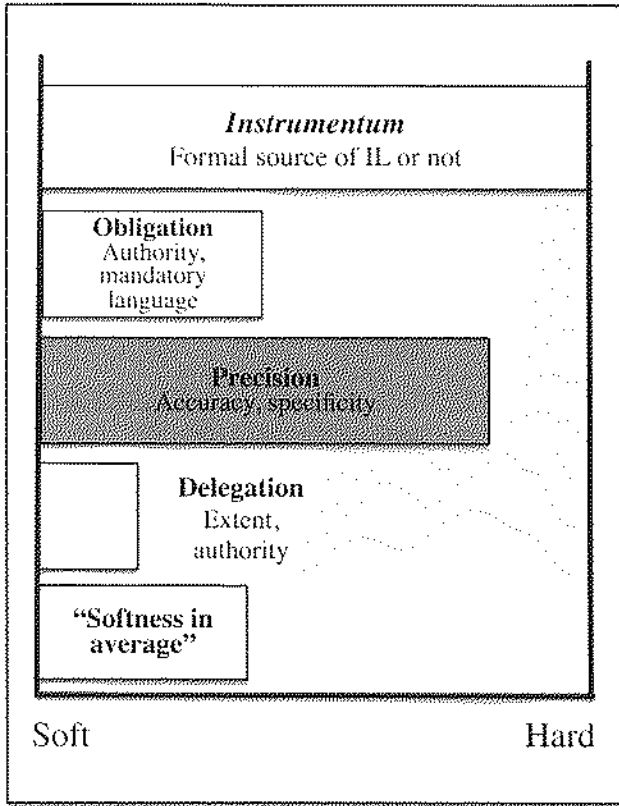 Instrumentum
Formal source of IL or not
Obligation
Authority,
mandatory
language
Precision
Accuracy, specificity
Delegation
Extent,
authority
“Softness in
average”
Soft
Hard